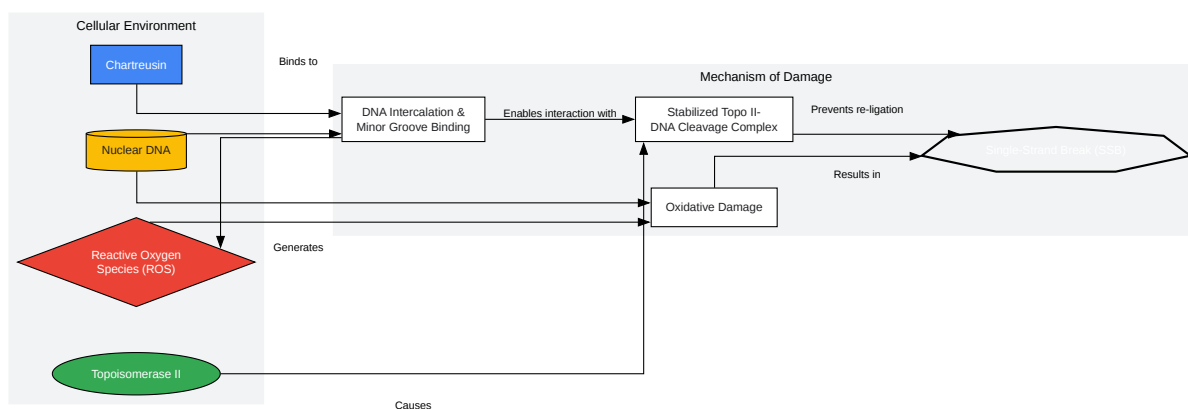 Cellular Environment
Chartreusin
Binds to
Mechanism of Damage
DNA Intercalation &
Minor Groove Binding
Enables interaction with
Stabilized Topo II-
DNA Cleavage Complex
Prevents re-ligation
Nuclear DNA
Single-Strand Break (SSB)
Results in
Oxidative Damage
Reactive Oxygen
Species (ROS)
Generates
Topoisomerase II
Causes